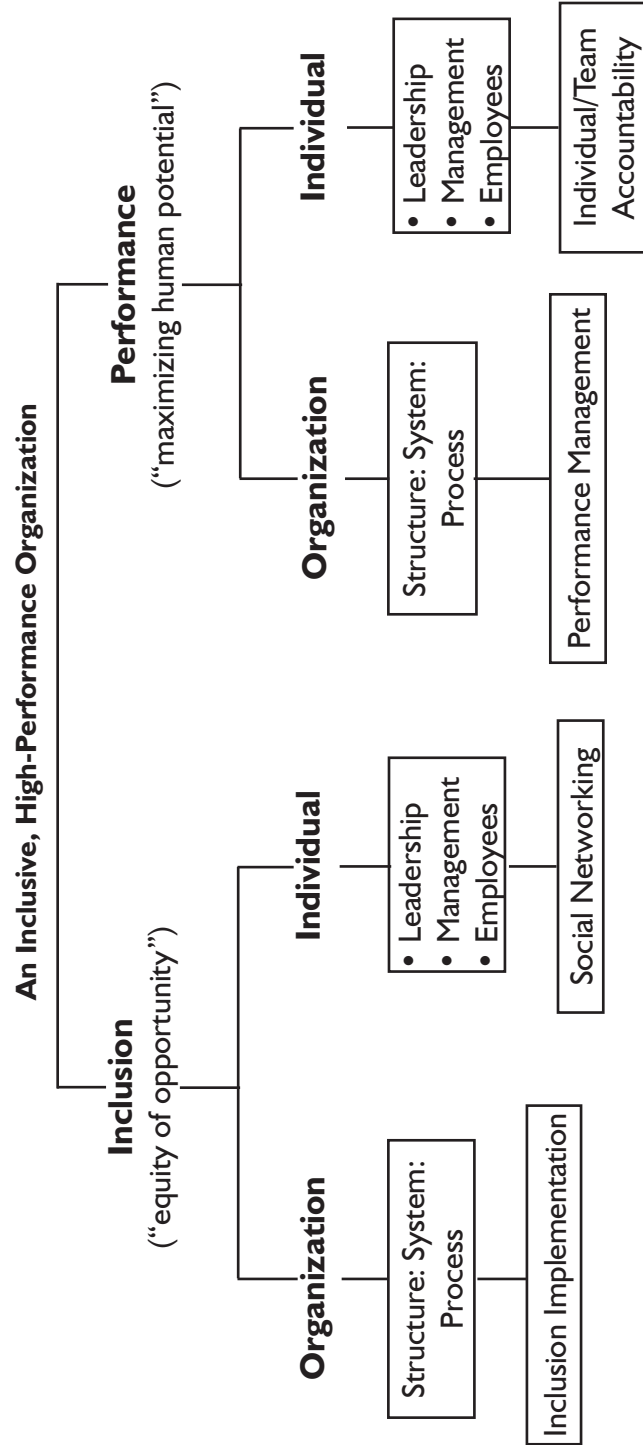 An Inclusive, High-Performance Organization
Inclusion
(“equity of opportunity”)
Organization
Structure: System:
Process
Inclusion Implementation
Individual
• Leadership
• Management
• Employees
Social Networking
Performance
(“maximizing human potential”)
Organization
Structure: System:
Process
Performance Management
Individual
• Leadership
• Management
• Employees
Individual/Team
Accountability